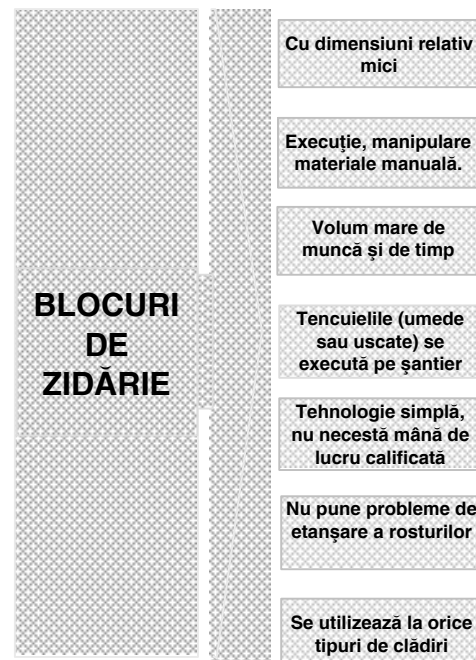 BLOCURI
DE
ZIDĂRIE
Cu dimensiuni relativ
mici
Execuţie, manipulare
materiale manuală.
Volum mare de
muncă şi de timp
Tencuielile (umede
sau uscate) se
execută pe şantier
Tehnologie simplă,
nu necestă mână de
lucru calificată
Nu pune probleme de
etanşare a rosturilor
Se utilizează la orice
tipuri de clădiri